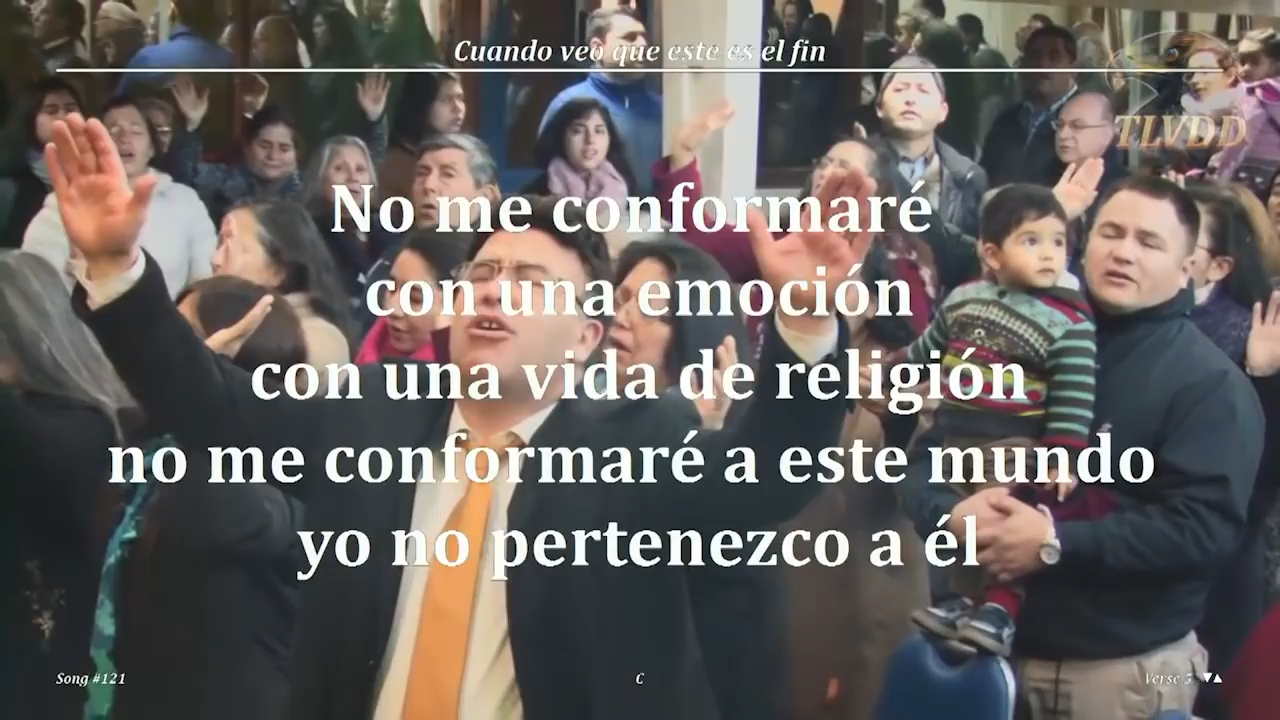 Cuando veo que este es el fin
TLVDD
No me conformaré
con una emoción
con una vida de religión
no me conformaré a este mundo
yo no pertenezco a él
Song #121
C
Verse 3 ▼▲